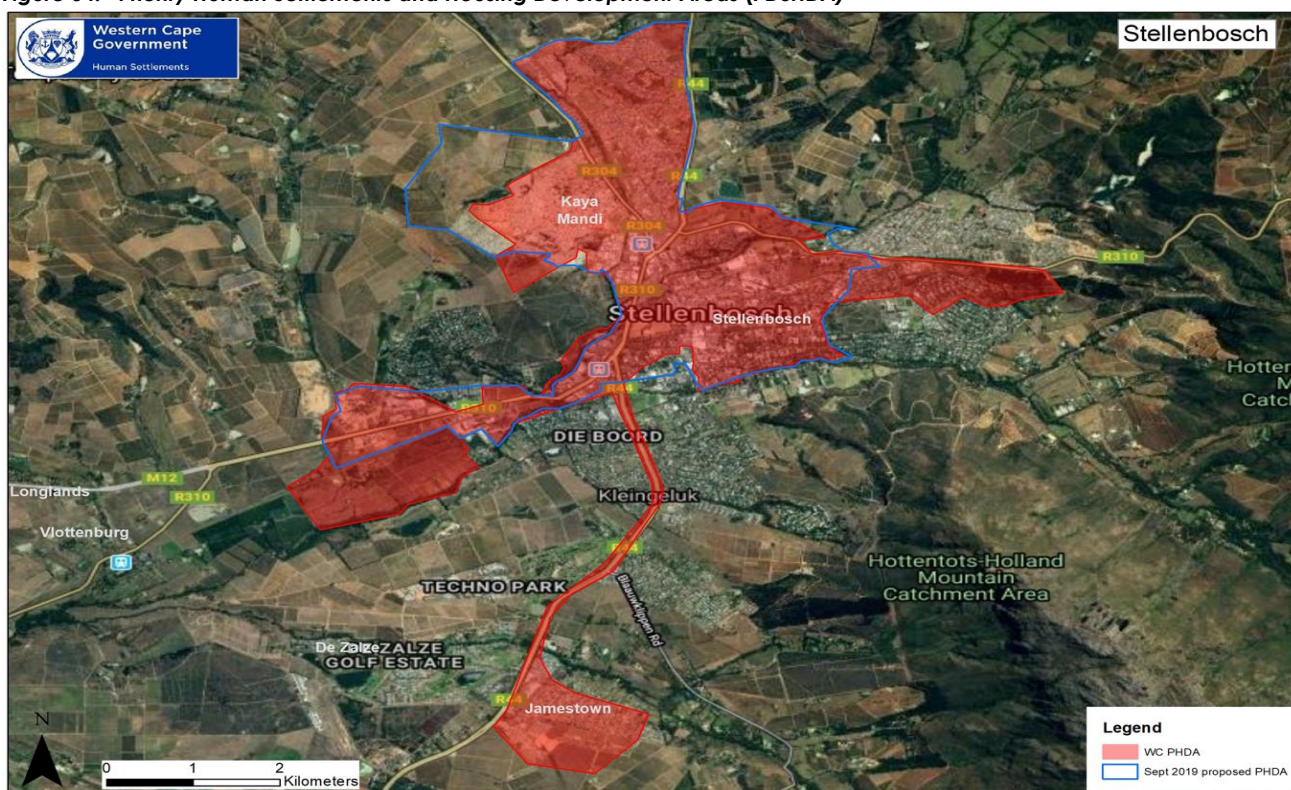 Western Cape
Government
Human Settlements
Stellenbosch
R44
R304
R44
Kaya
Mandi
R304
R310
R310
Stellenbosch
Stellenbosch
R44
R310
DIE BOORD
M12
Longlands
R310
Kleingeluk
Vlottenburg
R44
Hottentots-Holland
Mountain
Catchment Area
TECHNO PARK
Blaauwklippen Rd
De Zalze
ZALZE
GOLF ESTATE
R44
Jamestown
N
0 1 2
Kilometers
Legend
WC PHDA
Sept 2019 proposed PHDA